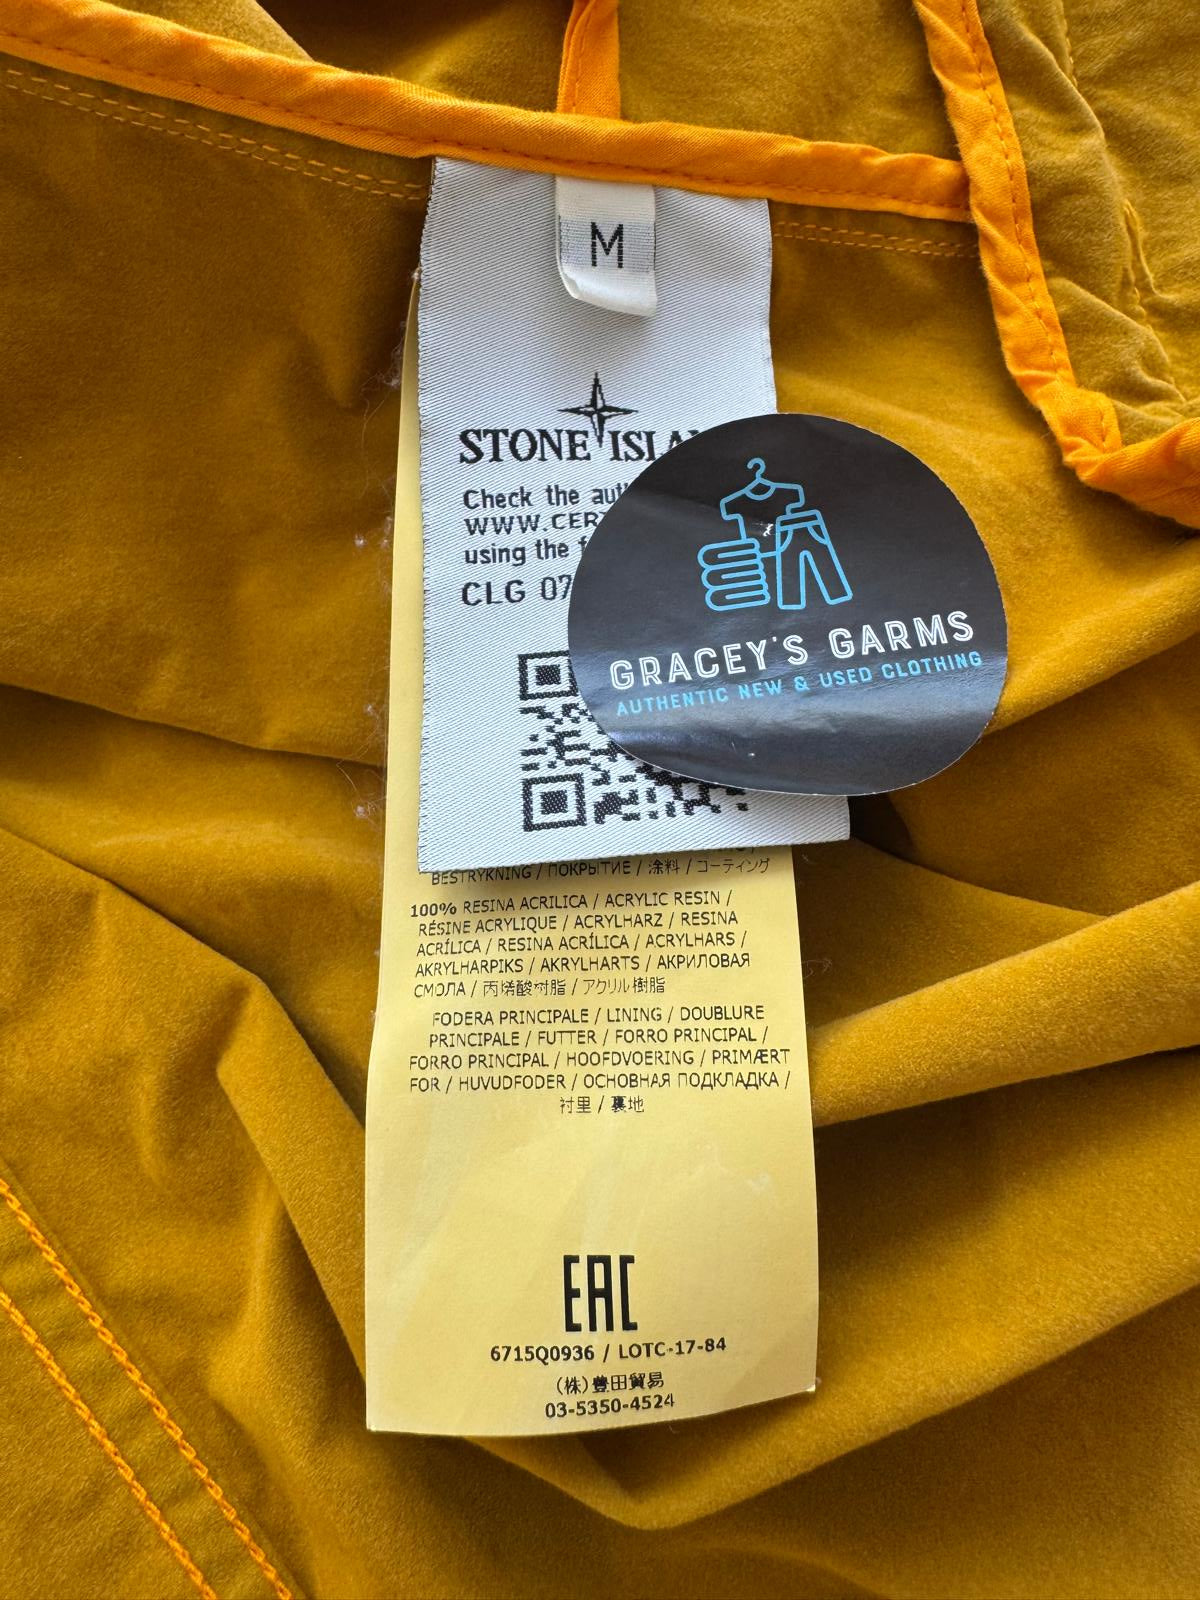 M
STONE
Check the
WWW.
using the
CLG 07
GRACEY'S GARMS
AUTHENTIC NEW & USED CLOTHING
BESTRYKNING / ПОКРЫТИЕ / 涂料 / コーティング
100% RESINA ACRILICA / ACRYLIC RESIN /
RÉSINE ACRYLIQUE / ACRYLHARZ / RESINA
ACRÍLICA / RESINA ACRÍLICA / ACRYLHARS /
AKRYLHARPIKS / AKRYLHARTS / АКРИЛОВАЯ
СМОЛА / 丙烯酸树脂 / アクリル樹脂
FODERA PRINCIPALE / LINING / DOUBLURE
PRINCIPALE / FUTTER / FORRO PRINCIPAL /
FORRO PRINCIPAL / HOOFDVOERING / PRIMÆRT
FOR / HUVUDFODER / ОСНОВНАЯ ПОДКЛАДКА /
衬里 / 裏地
EAC
6715Q0936 / LOTC-17-84
(株)豊田貿易
03-5350-4524